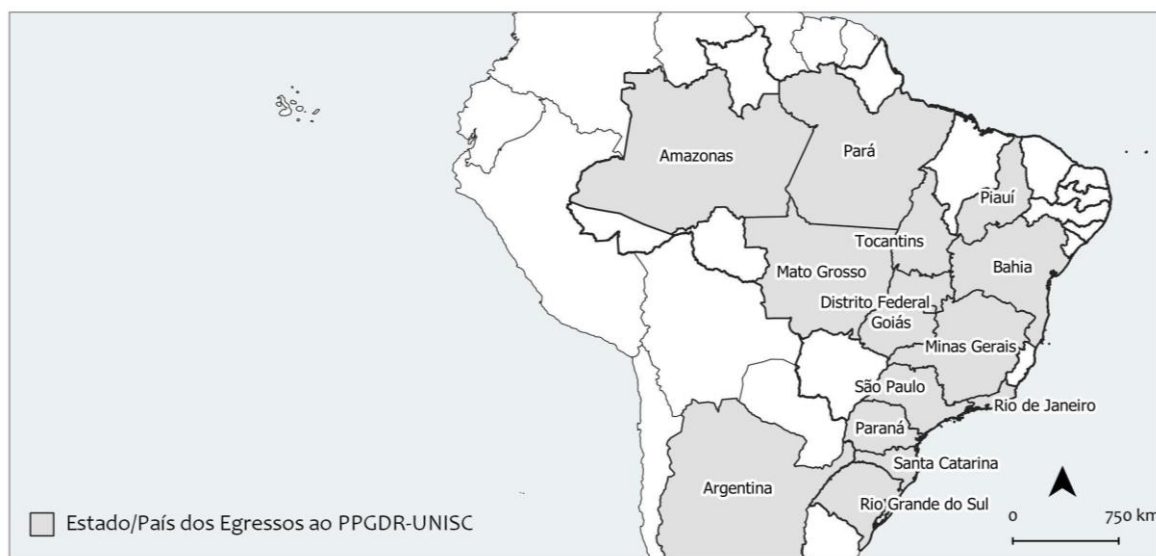 Amazonas
Pará
Piauí
Tocantins
Mato Grosso
Bahia
Distrito Federal
Goiás
Minas Gerais
São Paulo
Rio de Janeiro
Paraná
Santa Catarina
Argentina
Rio Grande do Sul
0 750 km
Estado/País dos Egressos ao PPGDR-UNISC